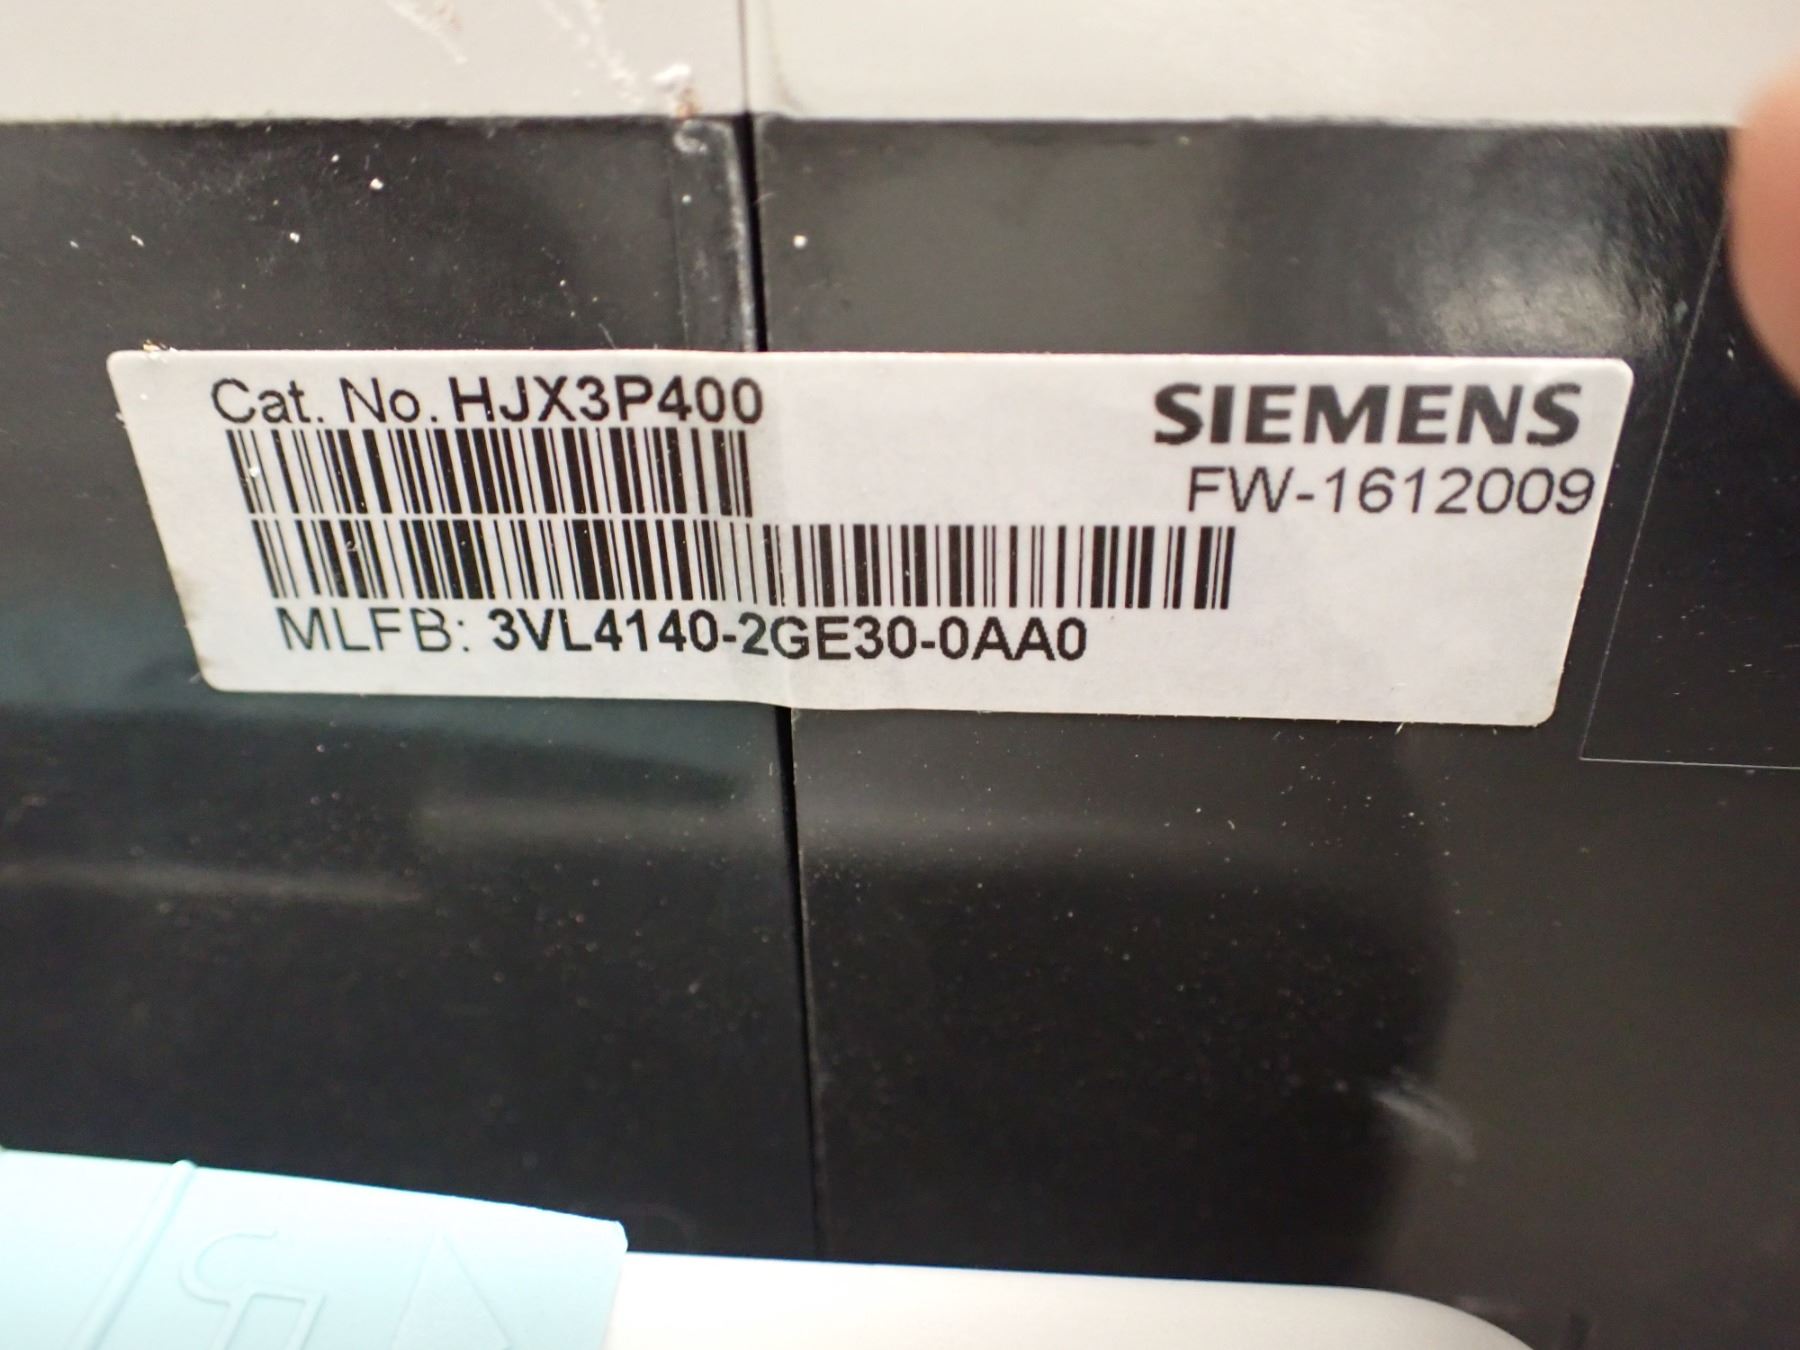 Cat. No. HJX3P400
SIEMENS
FW-1612009
MLFB: 3VL4140-2GE30-0AA0